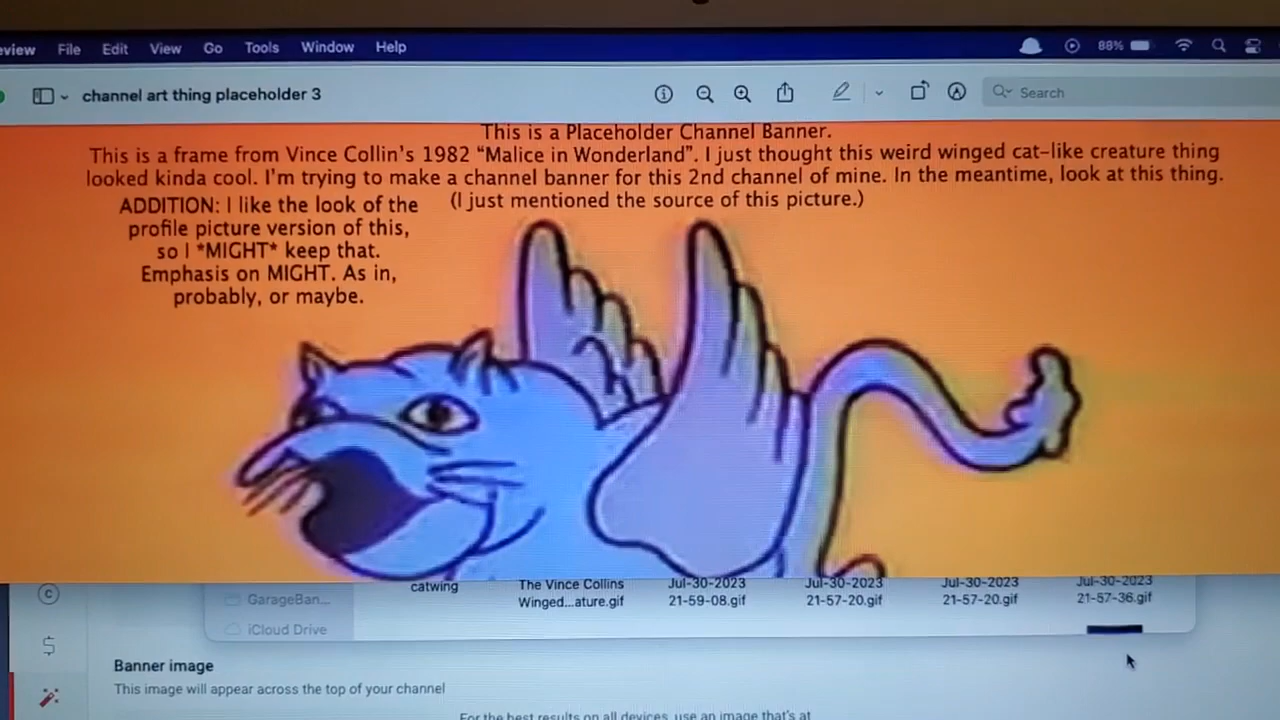 eview File Edit View Go Tools Window Help 88%
channel art thing placeholder 3 Search
This is a Placeholder Channel Banner.
This is a frame from Vince Collin's 1982 “Malice in Wonderland”. I just thought this weird winged cat-like creature thing
looked kinda cool. I'm trying to make a channel banner for this 2nd channel of mine. In the meantime, look at this thing.
(I just mentioned the source of this picture.)
ADDITION: I like the look of the
profile picture version of this,
so I *MIGHT* keep that.
Emphasis on MIGHT. As in,
probably, or maybe.
catwing
The Vince Collins
Winged...ature.gif
Jul-30-2023
21-59-08.gif
Jul-30-2023
21-57-20.gif
Jul-30-2023
21-57-20.gif
Jul-30-2023
21-57-36.gif
GarageBan...
iCloud Drive
Banner image
This image will appear across the top of your channel
For the best results on all devices, use an image that's at